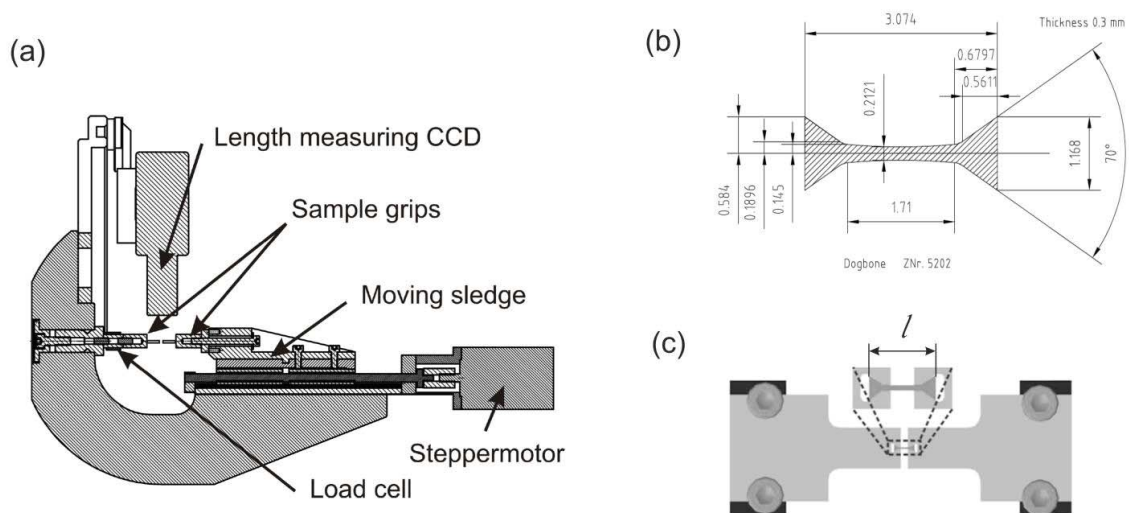 (a)
Length measuring CCD
Sample grips
Moving sledge
Steppermotor
Load cell
(b)
3.074
Thickness 0.3 mm
0.6797
0.5611
0.2121
0.584
0.1896
0.145
1.71
1.168
70°
Dogbone ZNr. 5202
(c)
l